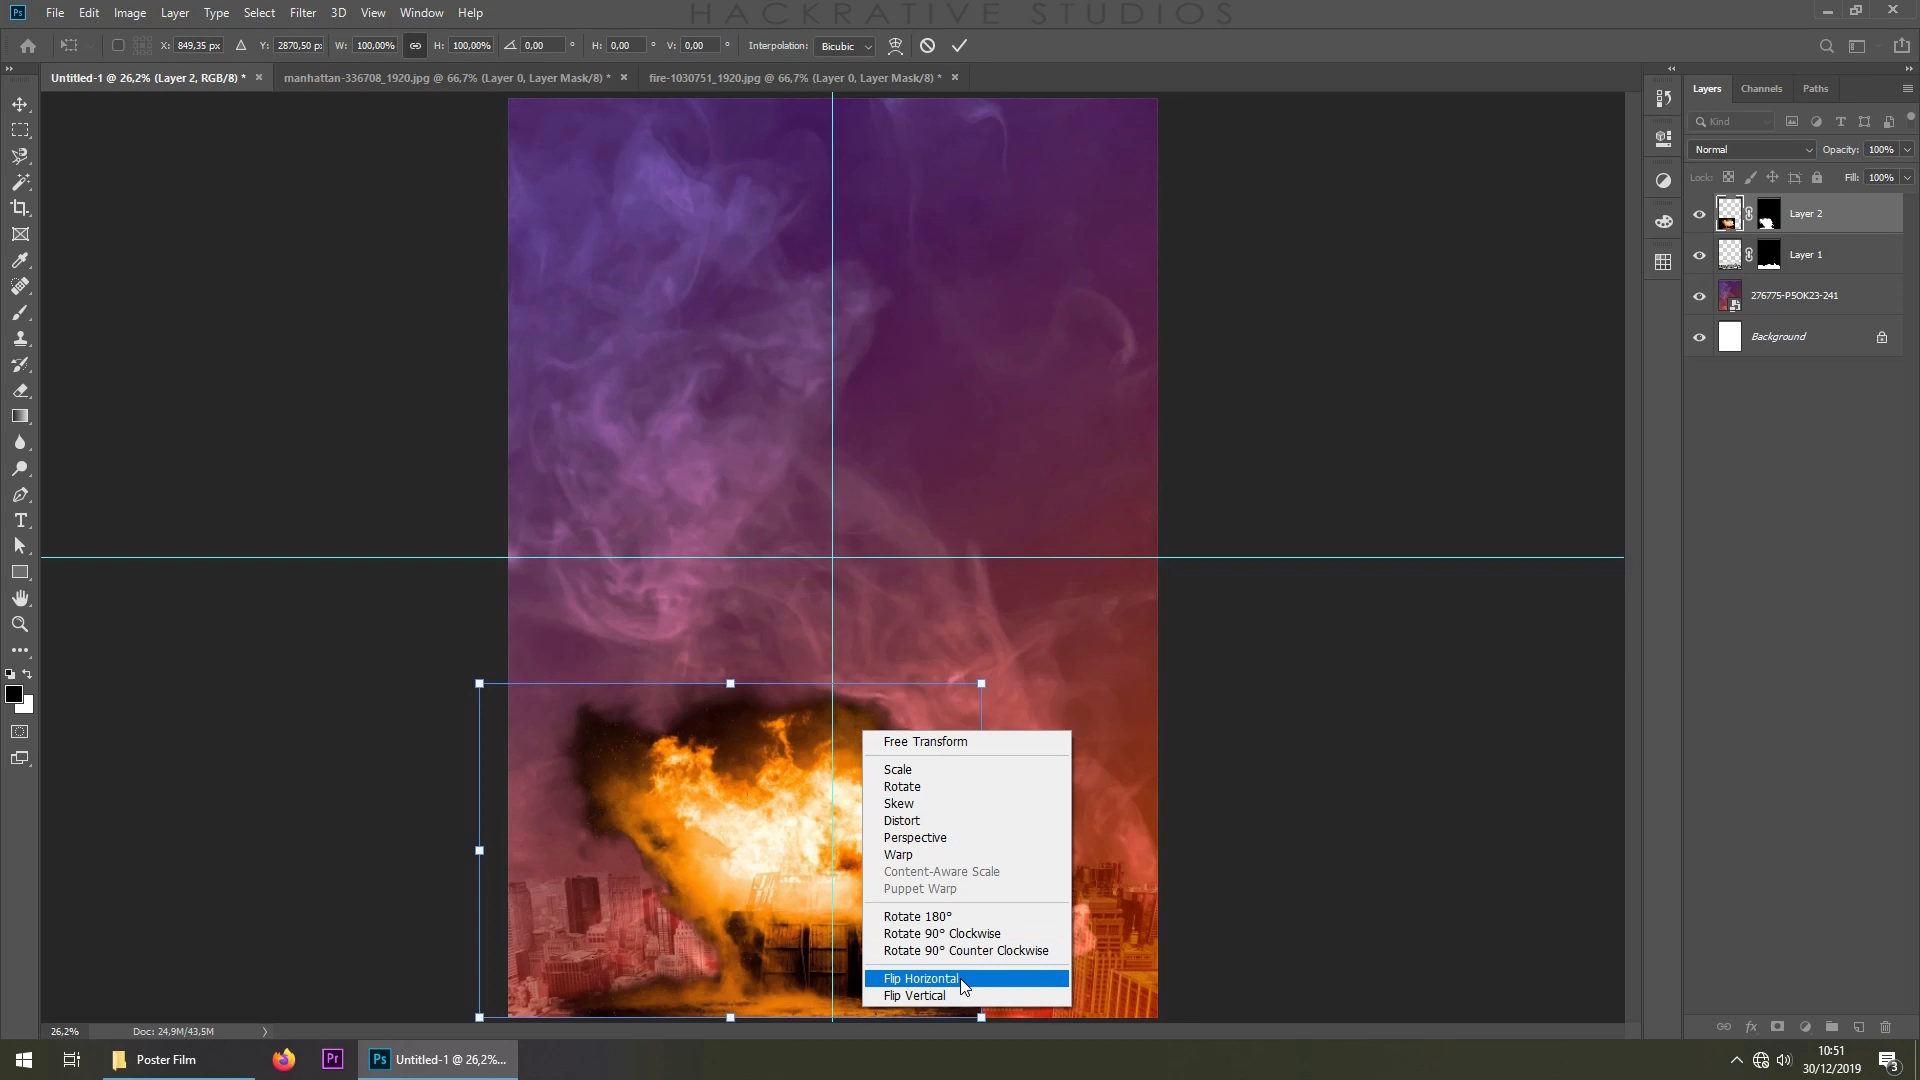 HACKRATIVE STUDIOS
Ps File Edit Image Layer Type Select Filter 3D View Window Help
X: 849,35 px Y: 2870,50 px W: 100,00% H: 100,00% 0,00 ° H: 0,00 ° V: 0,00 ° Interpolation: Bicubic
Untitled-1 @ 26,2% (Layer 2, RGB/8) * × manhattan-336708_1920.jpg @ 66,7% (Layer 0, Layer Mask/8) * × fire-1030751_1920.jpg @ 66,7% (Layer 0, Layer Mask/8) * ×
Layers Channels Paths
Kind
Normal Opacity: 100%
Lock: Fill: 100%
Layer 2
Layer 1
276775-P5OK23-241
Background
Free Transform
Scale
Rotate
Skew
Distort
Perspective
Warp
Content-Aware Scale
Puppet Warp
Rotate 180°
Rotate 90° Clockwise
Rotate 90° Counter Clockwise
Flip Horizontal
Flip Vertical
26,2% Doc: 24,9M/43,5M
fx
Poster Film Pr Ps Untitled-1 @ 26,2%...
10:51
30/12/2019
3